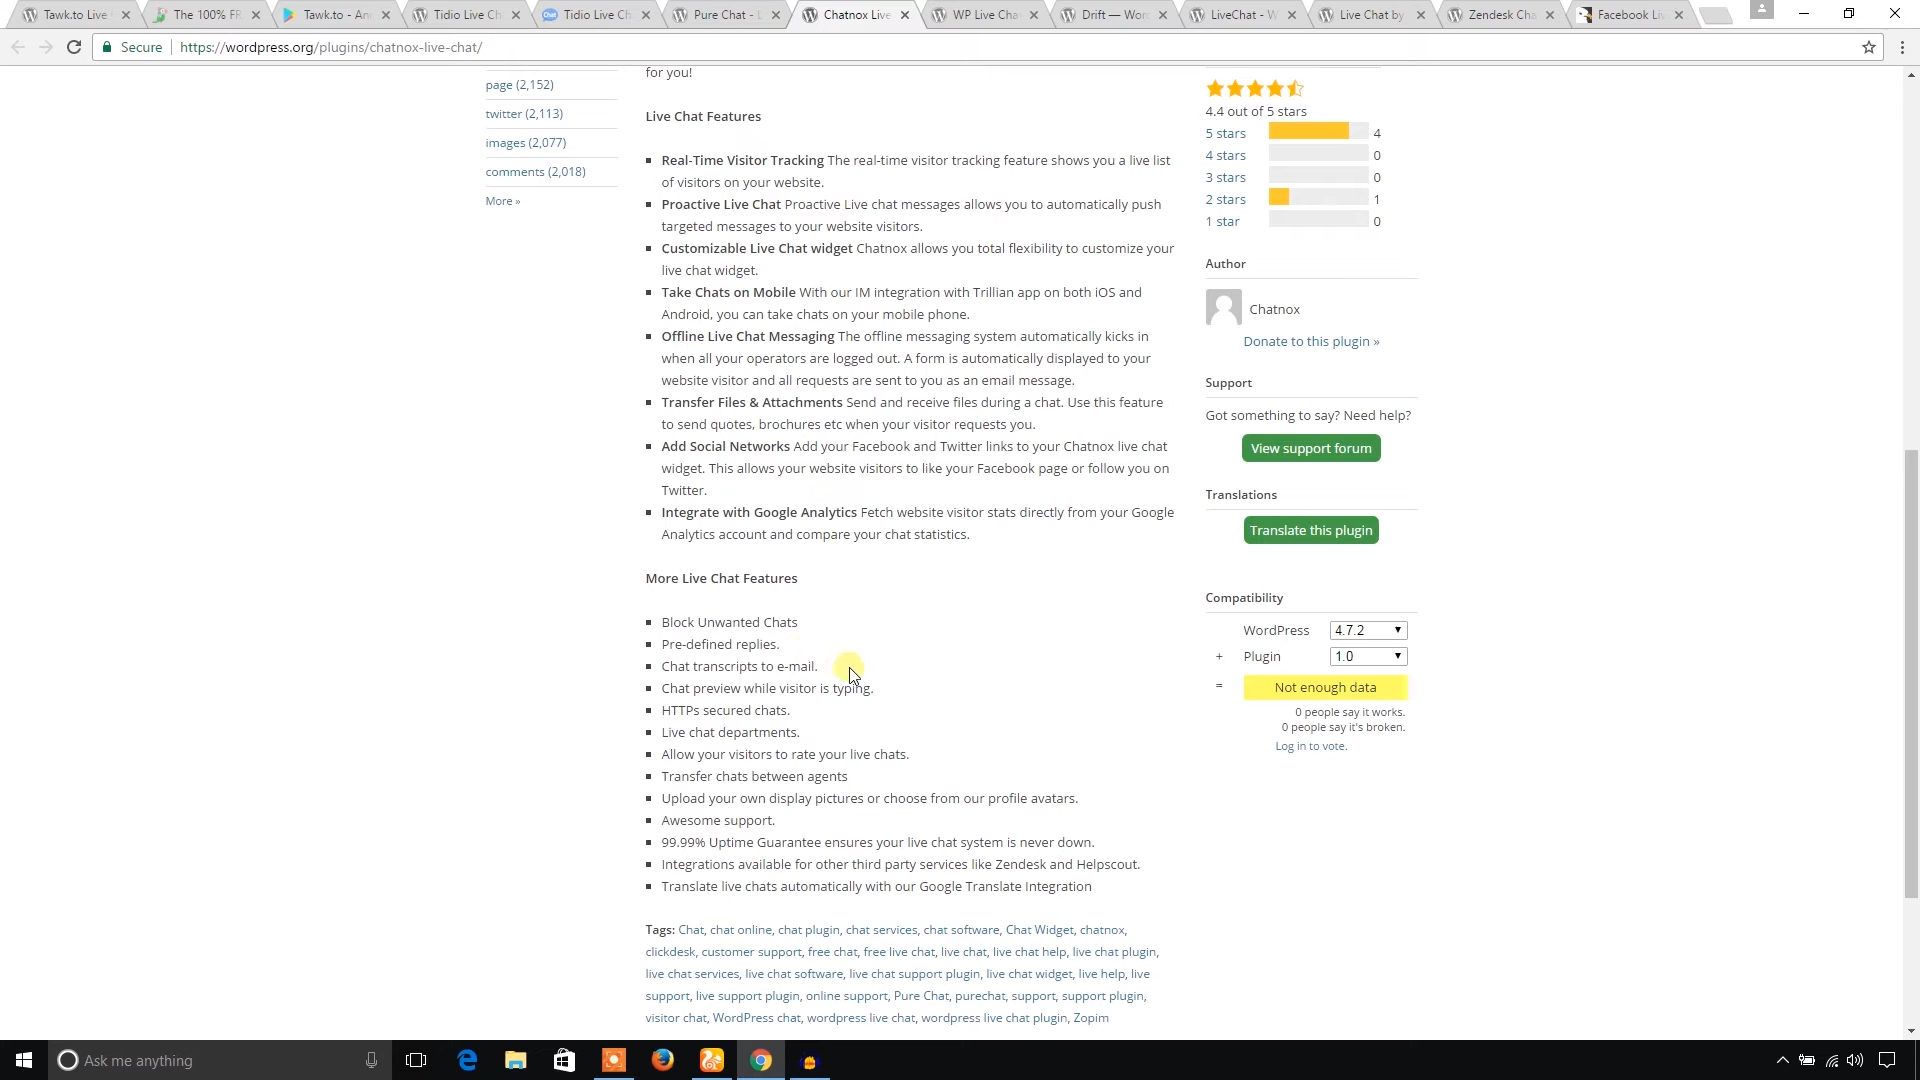 Tawk.to Live
The 100% FR
Tawk.to - An
Tidio Live Ch
Tidio Live Ch
Pure Chat - L
Chatnox Live
WP Live Cha
Drift — Wor
LiveChat - W
Live Chat by
Zendesk Cha
Facebook Li
Secure
https://wordpress.org/plugins/chatnox-live-chat/
page (2,152)
twitter (2,113)
images (2,077)
comments (2,018)
More »
for you!
Live Chat Features
Real-Time Visitor Tracking The real-time visitor tracking feature shows you a live list
of visitors on your website.
Proactive Live Chat Proactive Live chat messages allows you to automatically push
targeted messages to your website visitors.
Customizable Live Chat widget Chatnox allows you total flexibility to customize your
live chat widget.
Take Chats on Mobile With our IM integration with Trillian app on both iOS and
Android, you can take chats on your mobile phone.
Offline Live Chat Messaging The offline messaging system automatically kicks in
when all your operators are logged out. A form is automatically displayed to your
website visitor and all requests are sent to you as an email message.
Transfer Files & Attachments Send and receive files during a chat. Use this feature
to send quotes, brochures etc when your visitor requests you.
Add Social Networks Add your Facebook and Twitter links to your Chatnox live chat
widget. This allows your website visitors to like your Facebook page or follow you on
Twitter.
Integrate with Google Analytics Fetch website visitor stats directly from your Google
Analytics account and compare your chat statistics.
More Live Chat Features
Block Unwanted Chats
Pre-defined replies.
Chat transcripts to e-mail.
Chat preview while visitor is typing.
HTTPs secured chats.
Live chat departments.
Allow your visitors to rate your live chats.
Transfer chats between agents
Upload your own display pictures or choose from our profile avatars.
Awesome support.
99.99% Uptime Guarantee ensures your live chat system is never down.
Integrations available for other third party services like Zendesk and Helpscout.
Translate live chats automatically with our Google Translate Integration
Tags: Chat, chat online, chat plugin, chat services, chat software, Chat Widget, chatnox,
clickdesk, customer support, free chat, free live chat, live chat, live chat help, live chat plugin,
live chat services, live chat software, live chat support plugin, live chat widget, live help, live
support, live support plugin, online support, Pure Chat, purechat, support, support plugin,
visitor chat, WordPress chat, wordpress live chat, wordpress live chat plugin, Zopim
4.4 out of 5 stars
5 stars 4
4 stars 0
3 stars 0
2 stars 1
1 star 0
Author
Chatnox
Donate to this plugin »
Support
Got something to say? Need help?
View support forum
Translations
Translate this plugin
Compatibility
WordPress 4.7.2
+ Plugin 1.0
= Not enough data
0 people say it works.
0 people say it's broken.
Log in to vote.
Ask me anything